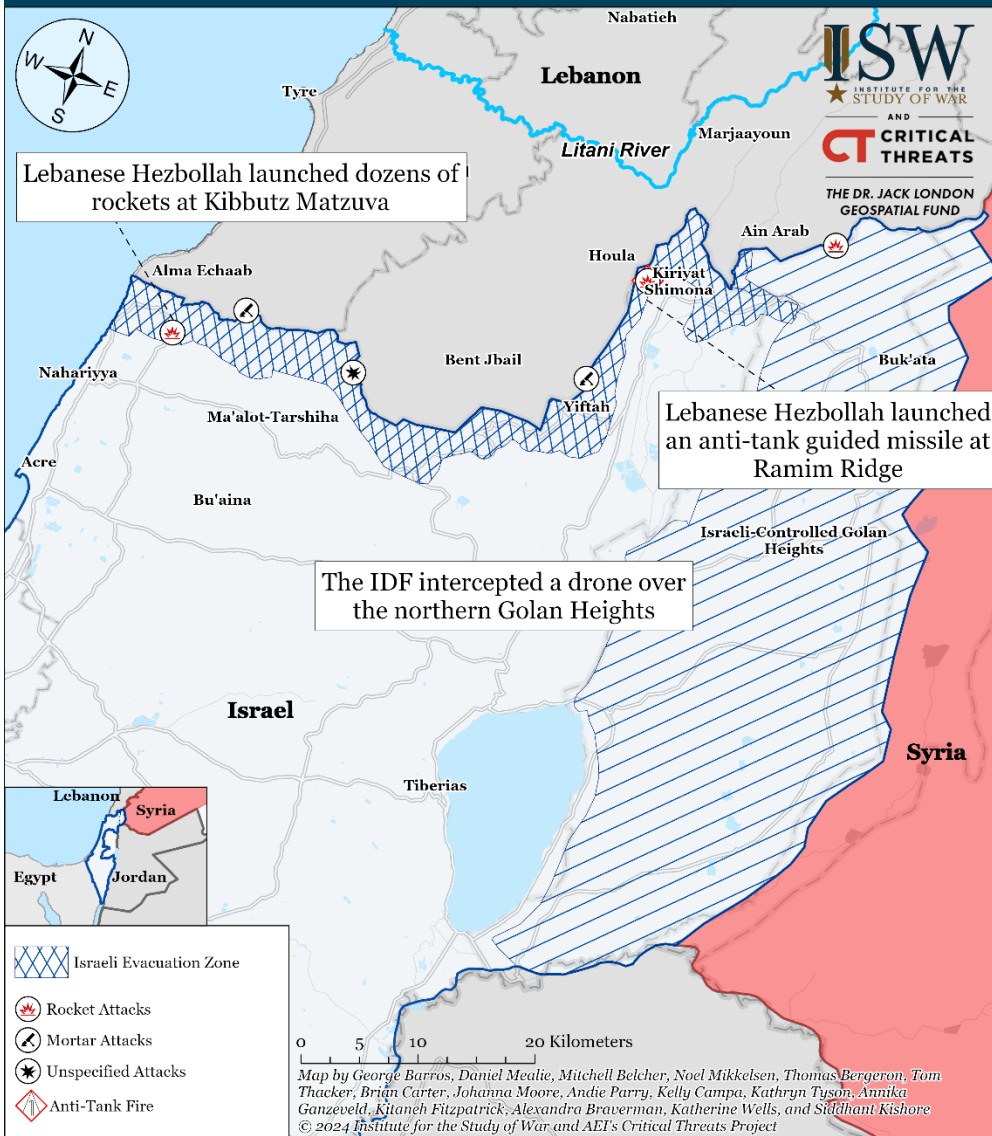 Nabatieh
N
W
E
S
Lebanon
ISW
INSTITUTE FOR THE
STUDY OF WAR
AND
CT CRITICAL
THREATS
THE DR. JACK LONDON
GEOSPATIAL FUND
Tyre
Marjaayoun
Litani River
Lebanese Hezbollah launched dozens of
rockets at Kibbutz Matzuva
Ain Arab
Houla
Alma Echaab
Kiriyat
Shimona
Bent Jbail
Buk'ata
Nahariyya
Yiftah
Ma'alot-Tarshiha
Lebanese Hezbollah launched
an anti-tank guided missile at
Ramim Ridge
Acre
Bu'aina
Israeli-Controlled Golan
Heights
The IDF intercepted a drone over
the northern Golan Heights
Israel
Syria
Tiberias
Lebanon
Syria
Egypt
Jordan
Israeli Evacuation Zone
Rocket Attacks
Mortar Attacks
Unspecified Attacks
Anti-Tank Fire
0 5 10 20 Kilometers
Map by George Barros, Daniel Mealie, Mitchell Belcher, Noel Mikkelsen, Thomas Bergeron, Tom
Thacker, Brian Carter, Johanna Moore, Andie Parry, Kelly Campa, Kathryn Tyson, Annika
Ganzeveld, Kitaneh Fitzpatrick, Alexandra Braverman, Katherine Wells, and Siddhant Kishore
© 2024 Institute for the Study of War and AEI's Critical Threats Project